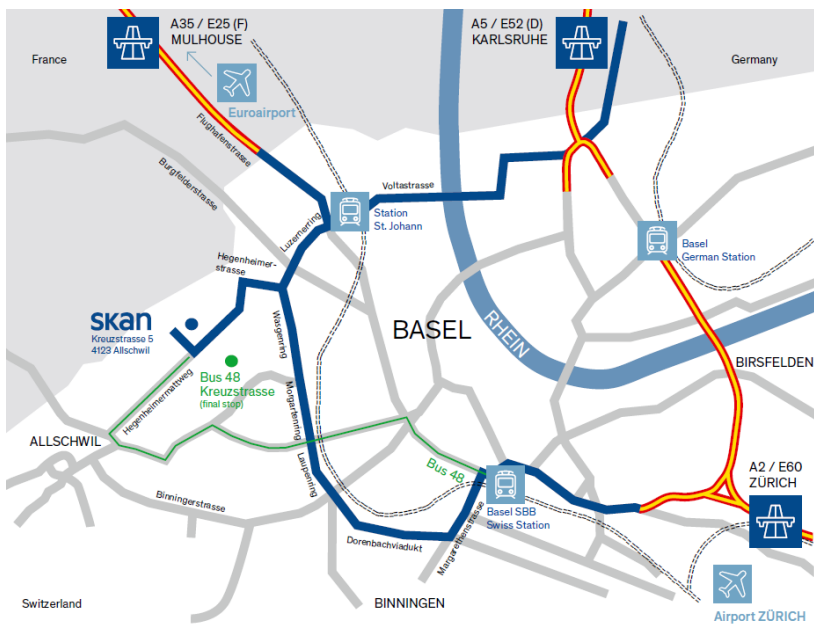 A35 / E25 (F)
MULHOUSE
A5 / E52 (D)
KARLSRUHE
France
Germany
Euroairport
Flughafenstrasse
Burgfelderstrasse
Voltastrasse
Station
St. Johann
Luzernerring
Basel
German Station
Hegenheimer-
strasse
skan
Kreuzstrasse 5
4123 Allschwil
Wasgenring
BASEL
RHEIN
BIRSFELDEN
Bus 48
Kreuzstrasse
(final stop)
Hegenheimermattweg
Morgartenring
ALLSCHWIL
Laupenring
Bus 48
A2 / E60
ZÜRICH
Binningerstrasse
Basel SBB
Swiss Station
Dorenbachviadukt
Margarethenstrasse
Switzerland
BINNINGEN
Airport ZÜRICH